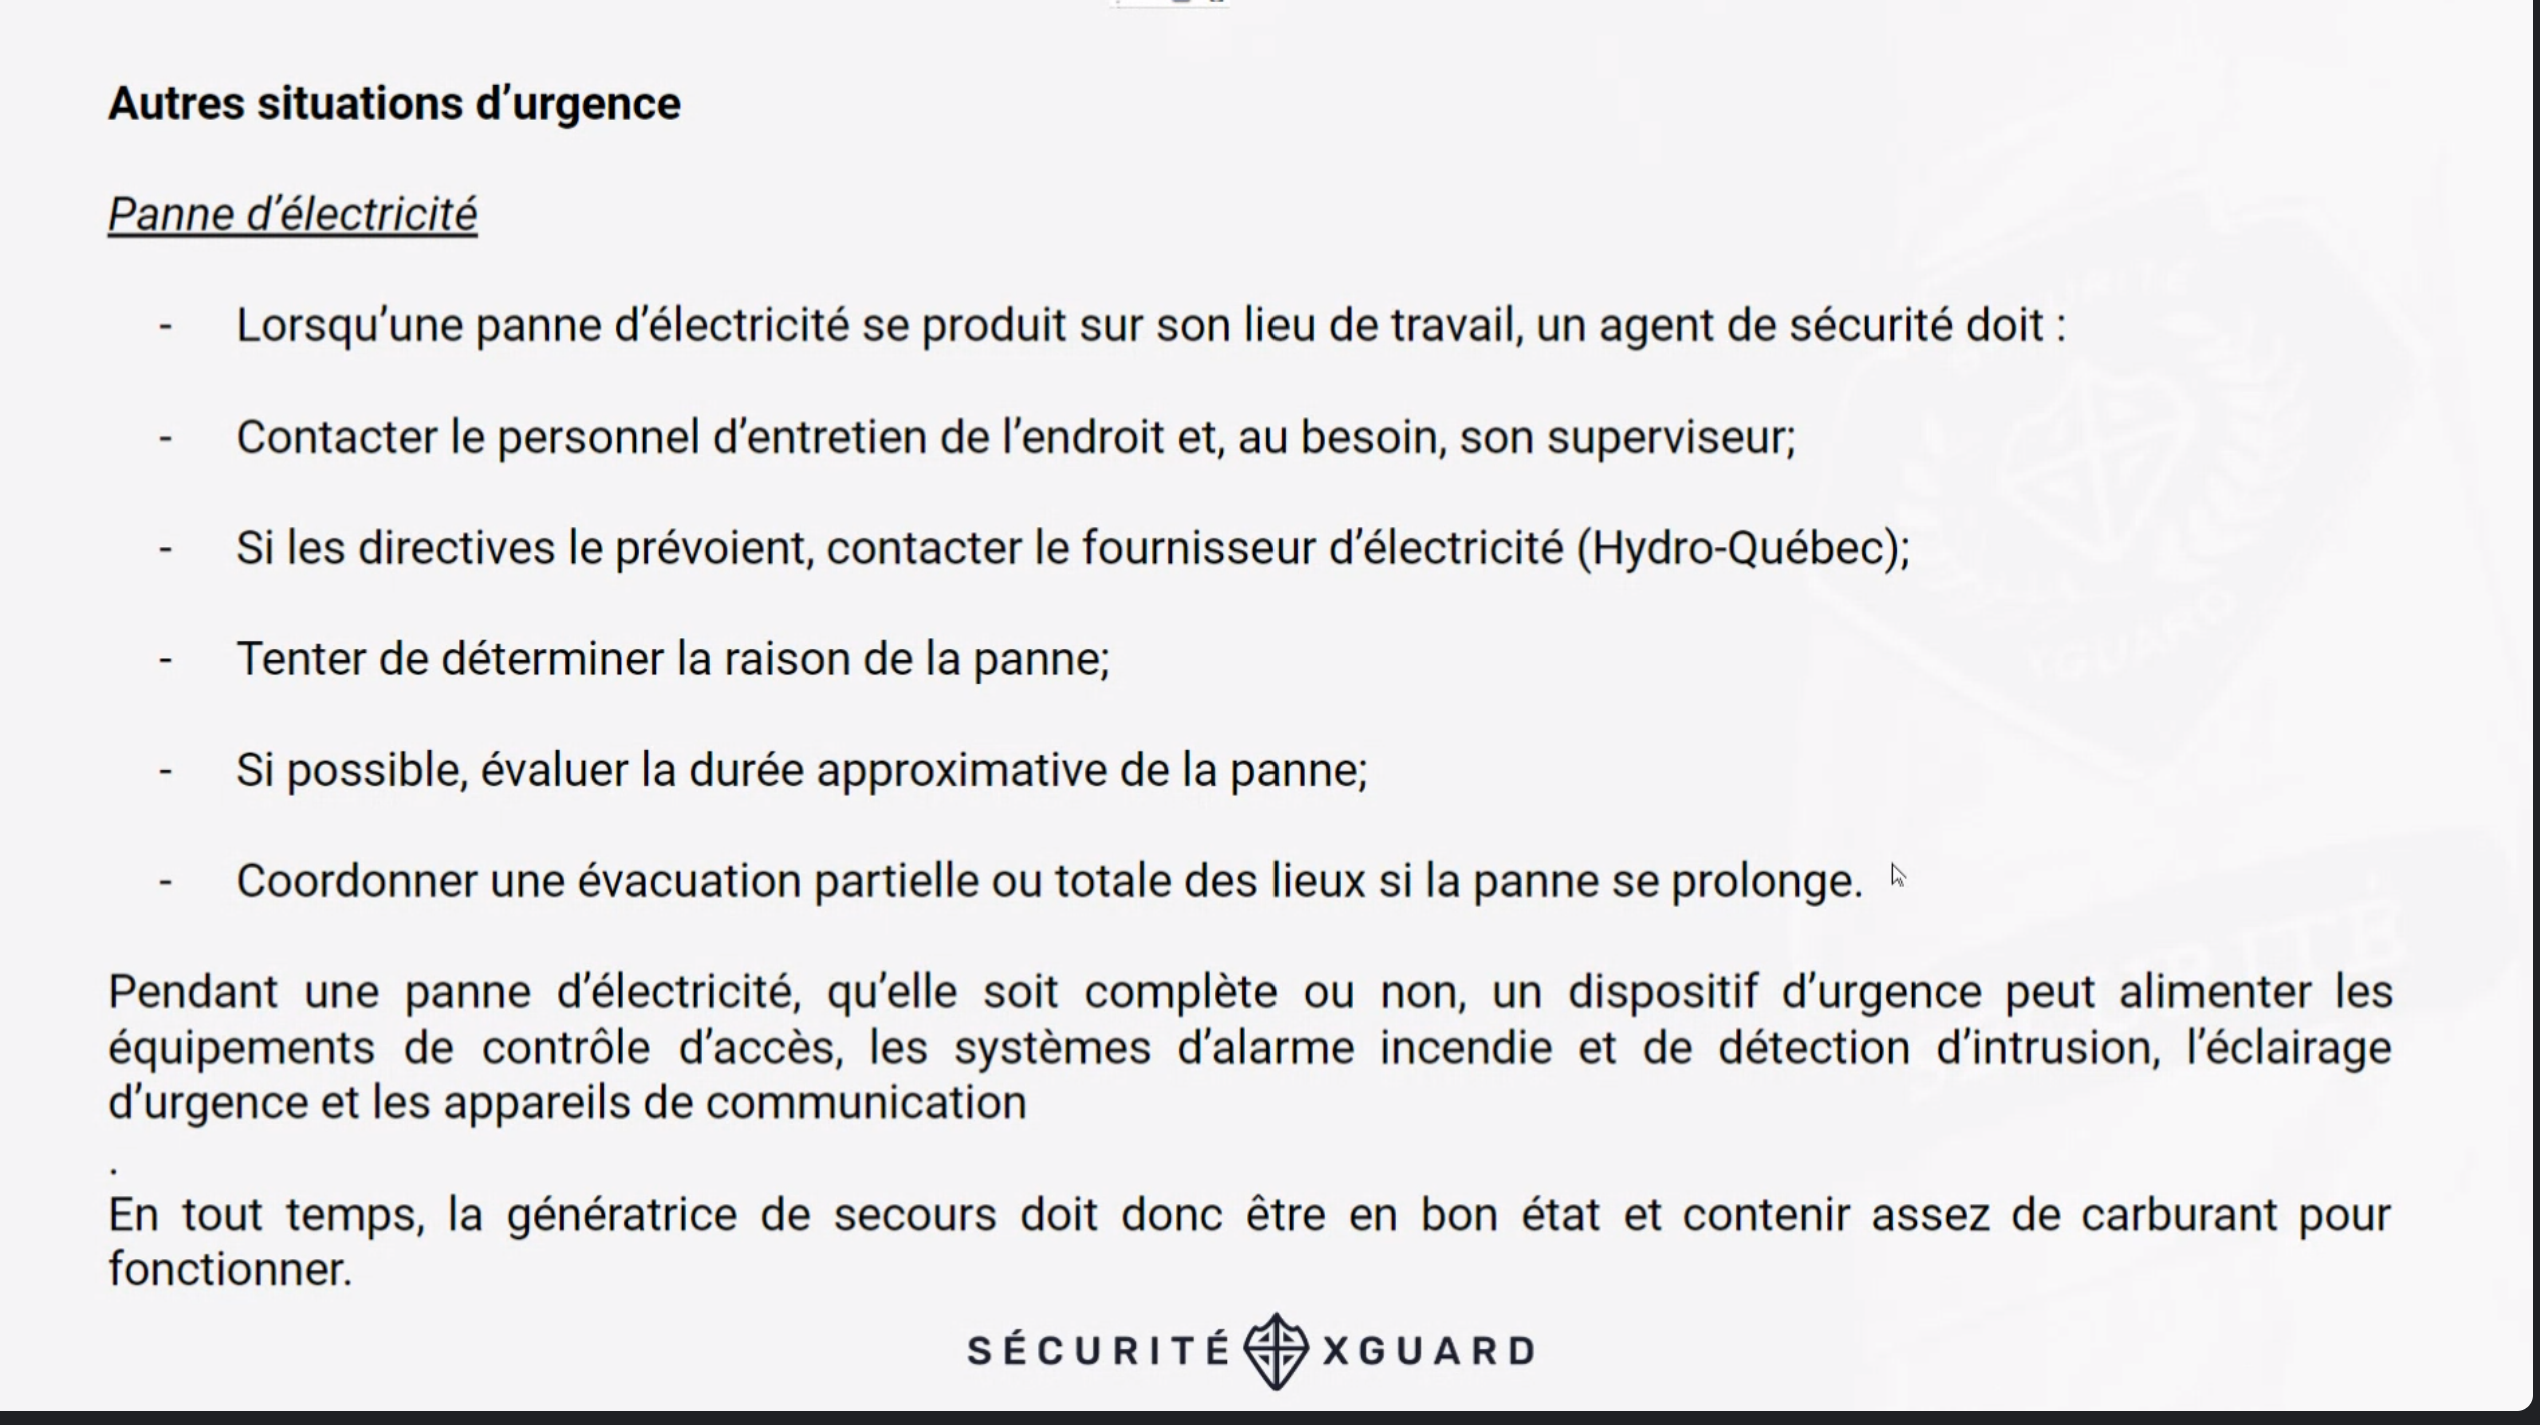 Autres situations d’urgence
Panne d’électricité
- Lorsqu’une panne d’électricité se produit sur son lieu de travail, un agent de sécurité doit :
- Contacter le personnel d’entretien de l’endroit et, au besoin, son superviseur;
- Si les directives le prévoient, contacter le fournisseur d’électricité (Hydro-Québec);
- Tenter de déterminer la raison de la panne;
- Si possible, évaluer la durée approximative de la panne;
- Coordonner une évacuation partielle ou totale des lieux si la panne se prolonge.
Pendant une panne d’électricité, qu’elle soit complète ou non, un dispositif d’urgence peut alimenter les
équipements de contrôle d’accès, les systèmes d’alarme incendie et de détection d’intrusion, l’éclairage
d’urgence et les appareils de communication
.
En tout temps, la génératrice de secours doit donc être en bon état et contenir assez de carburant pour
fonctionner.
SÉCURITÉ XGUARD